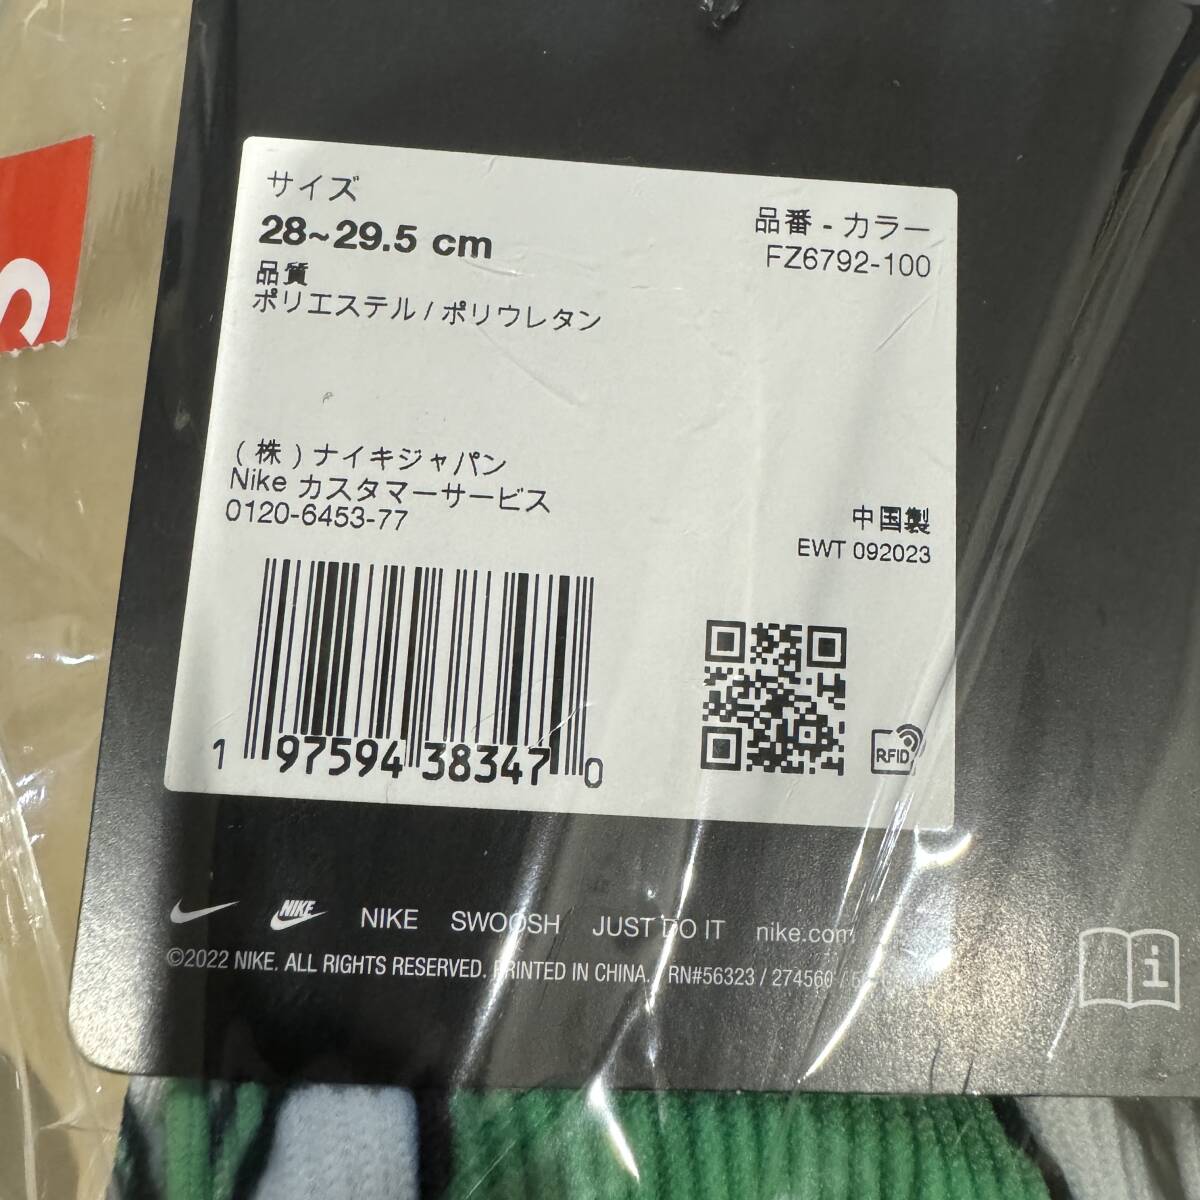 サイズ
28~29.5 cm
品質
ポリエステル / ポリウレタン
品番 - カラー
FZ6792-100
(株)ナイキジャパン
Nike カスタマーサービス
0120-6453-77
中国製
EWT 092023
1 97594 38347 0
RFID
NIKE NIKE SWOOSH JUST DO IT nike.com
©2022 NIKE. ALL RIGHTS RESERVED. PRINTED IN CHINA. RN#56323 / 274560 /
i